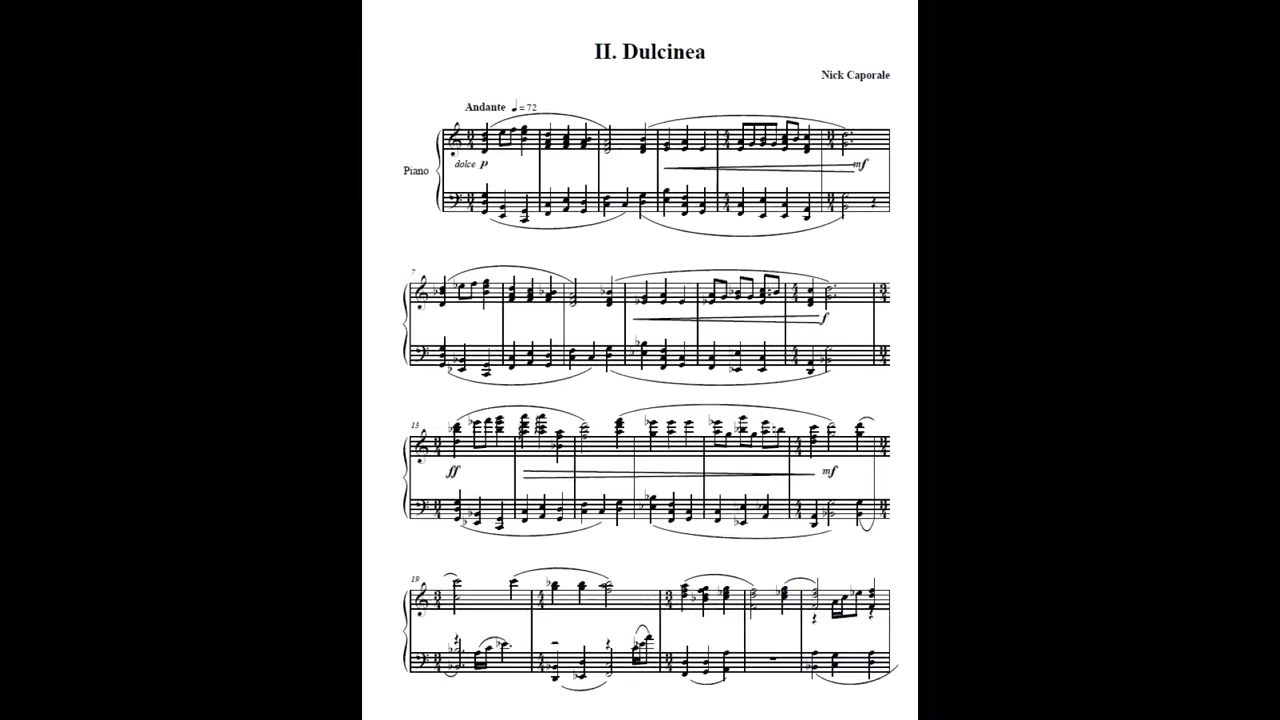 II. Dulcinea
Nick Caporale
Andante ♩ = 72
Piano
dolce p
mf
7
f
13
ff
mf
19